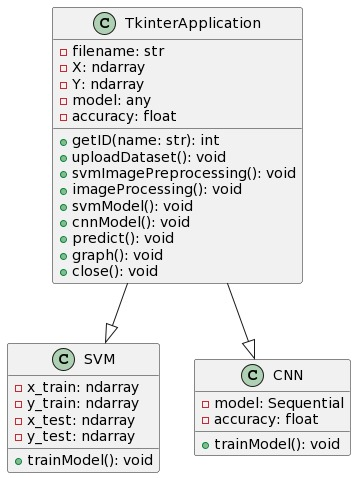 C TkinterApplication
filename: str
X: ndarray
Y: ndarray
model: any
accuracy: float
getID(name: str): int
uploadDataset(): void
svmImagePreprocessing(): void
imageProcessing(): void
svmModel(): void
cnnModel(): void
predict(): void
graph(): void
close(): void
C SVM
x_train: ndarray
y_train: ndarray
x_test: ndarray
y_test: ndarray
trainModel(): void
C CNN
model: Sequential
accuracy: float
trainModel(): void